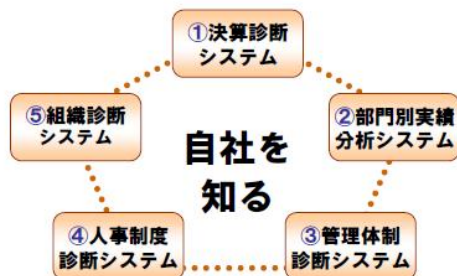 ①決算診断
システム
②部門別実績
分析システム
③管理体制
診断システム
④人事制度
診断システム
⑤組織診断
システム
自社を
知る